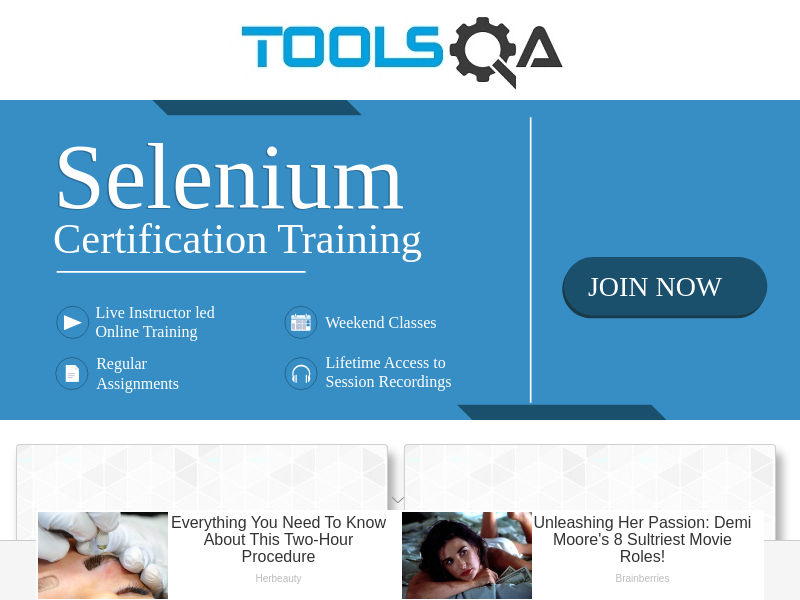 TOOLSQA
Selenium
Certification Training
Live Instructor led
Online Training
Weekend Classes
Regular
Assignments
Lifetime Access to
Session Recordings
JOIN NOW
Everything You Need To Know
About This Two-Hour
Procedure
Herbeauty
Unleashing Her Passion: Demi
Moore's 8 Sultriest Movie
Roles!
Brainberries